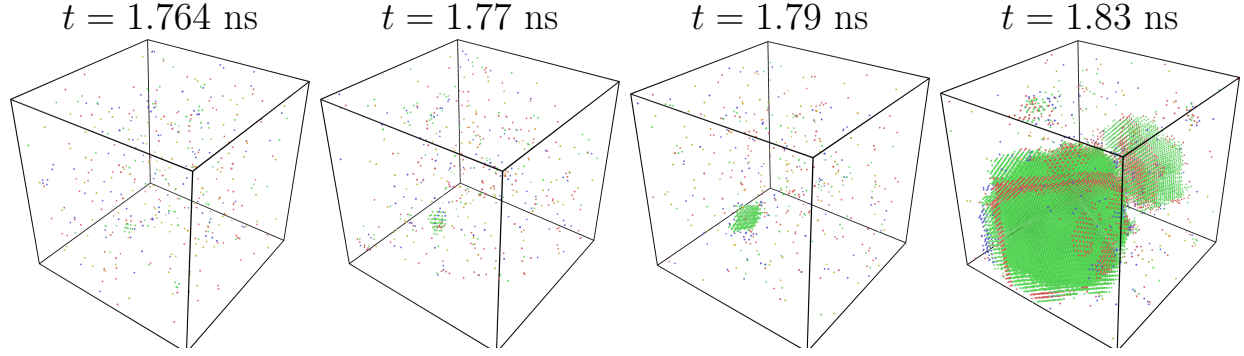 t = 1.764 ns
t = 1.77 ns
t = 1.79 ns
t = 1.83 ns